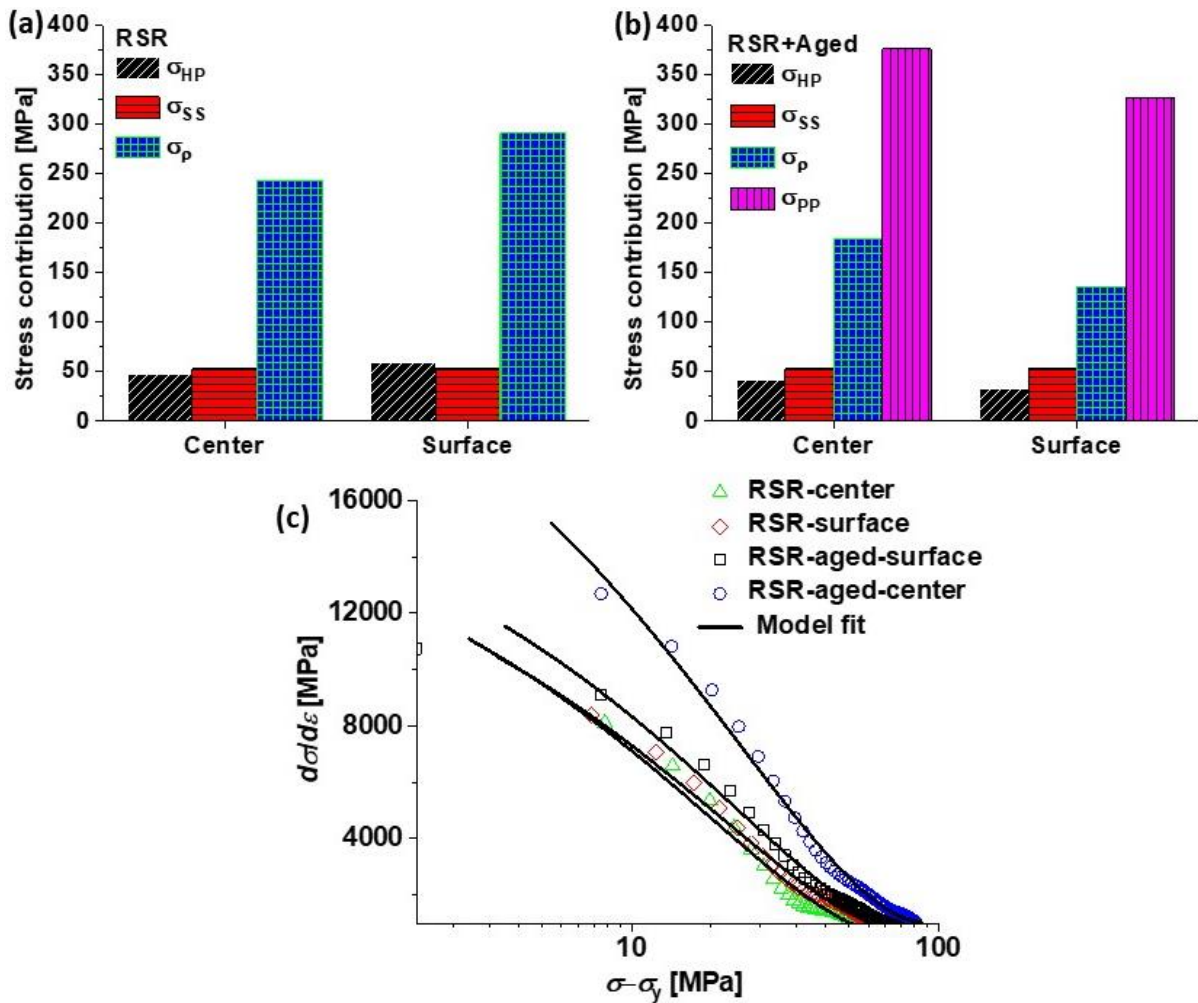 (a)
RSR
σHP
σSS
σρ
400
350
300
250
200
150
100
50
0
Stress contribution [MPa]
Center
Surface
(b)
RSR+Aged
σHP
σSS
σρ
σPP
400
350
300
250
200
150
100
50
0
Stress contribution [MPa]
Center
Surface
(c)
RSR-center
RSR-surface
RSR-aged-surface
RSR-aged-center
Model fit
16000
12000
8000
4000
dσ/dε [MPa]
10
100
σ–σy [MPa]